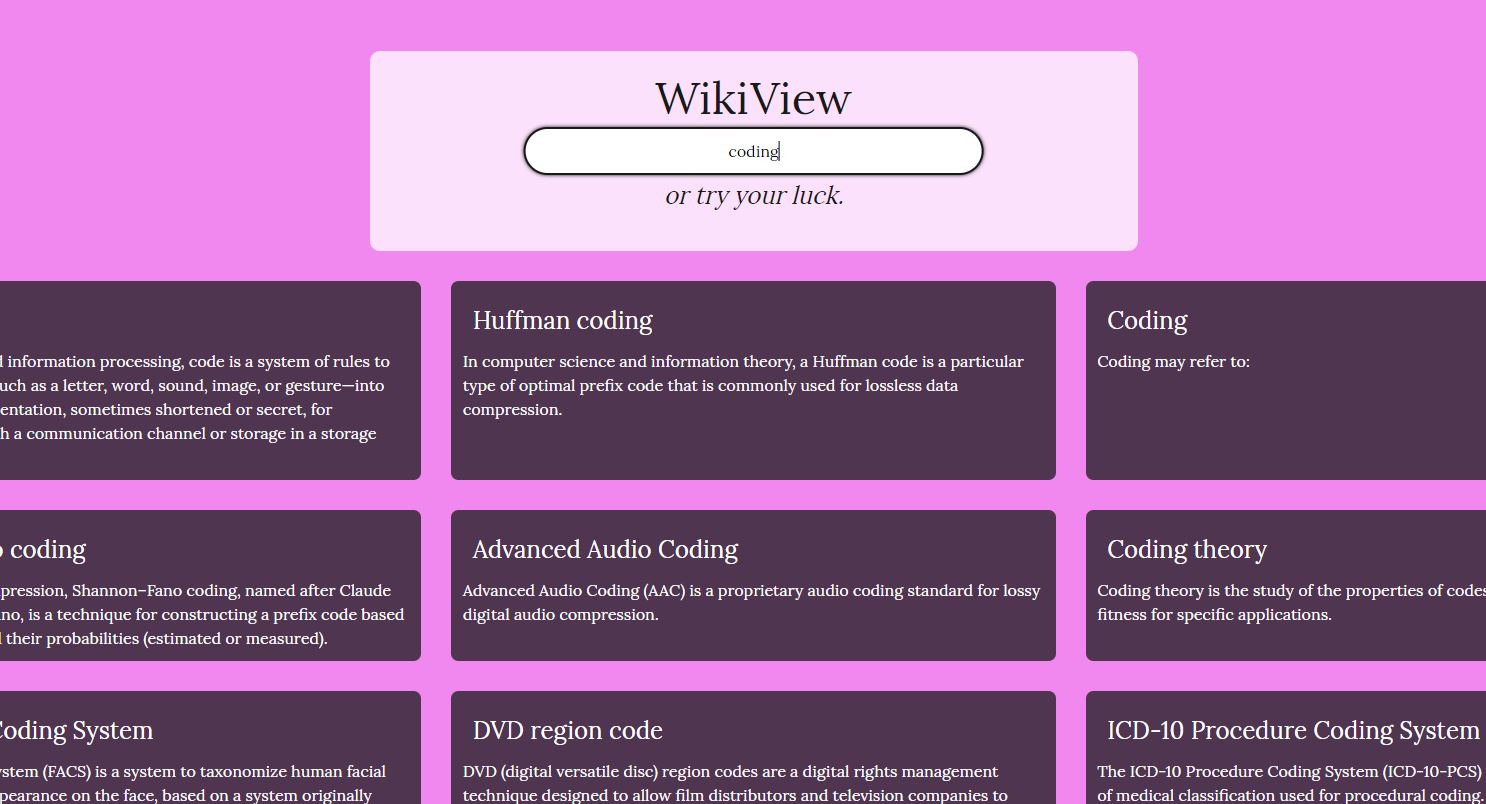 WikiView
coding
or try your luck.
information processing, code is a system of rules to
such as a letter, word, sound, image, or gesture—into
sometimes shortened or secret, for
a communication channel or storage in a storage
Huffman coding
In computer science and information theory, a Huffman code is a particular
type of optimal prefix code that is commonly used for lossless data
compression.
Coding
Coding may refer to:
coding
Shannon–Fano coding, named after Claude
is a technique for constructing a prefix code based
their probabilities (estimated or measured).
Advanced Audio Coding
Advanced Audio Coding (AAC) is a proprietary audio coding standard for lossy
digital audio compression.
Coding theory
Coding theory is the study of the properties of codes
fitness for specific applications.
Coding System
(FACS) is a system to taxonomize human facial
on the face, based on a system originally
DVD region code
DVD (digital versatile disc) region codes are a digital rights management
technique designed to allow film distributors and television companies to
ICD-10 Procedure Coding System
The ICD-10 Procedure Coding System (ICD-10-PCS)
of medical classification used for procedural coding.